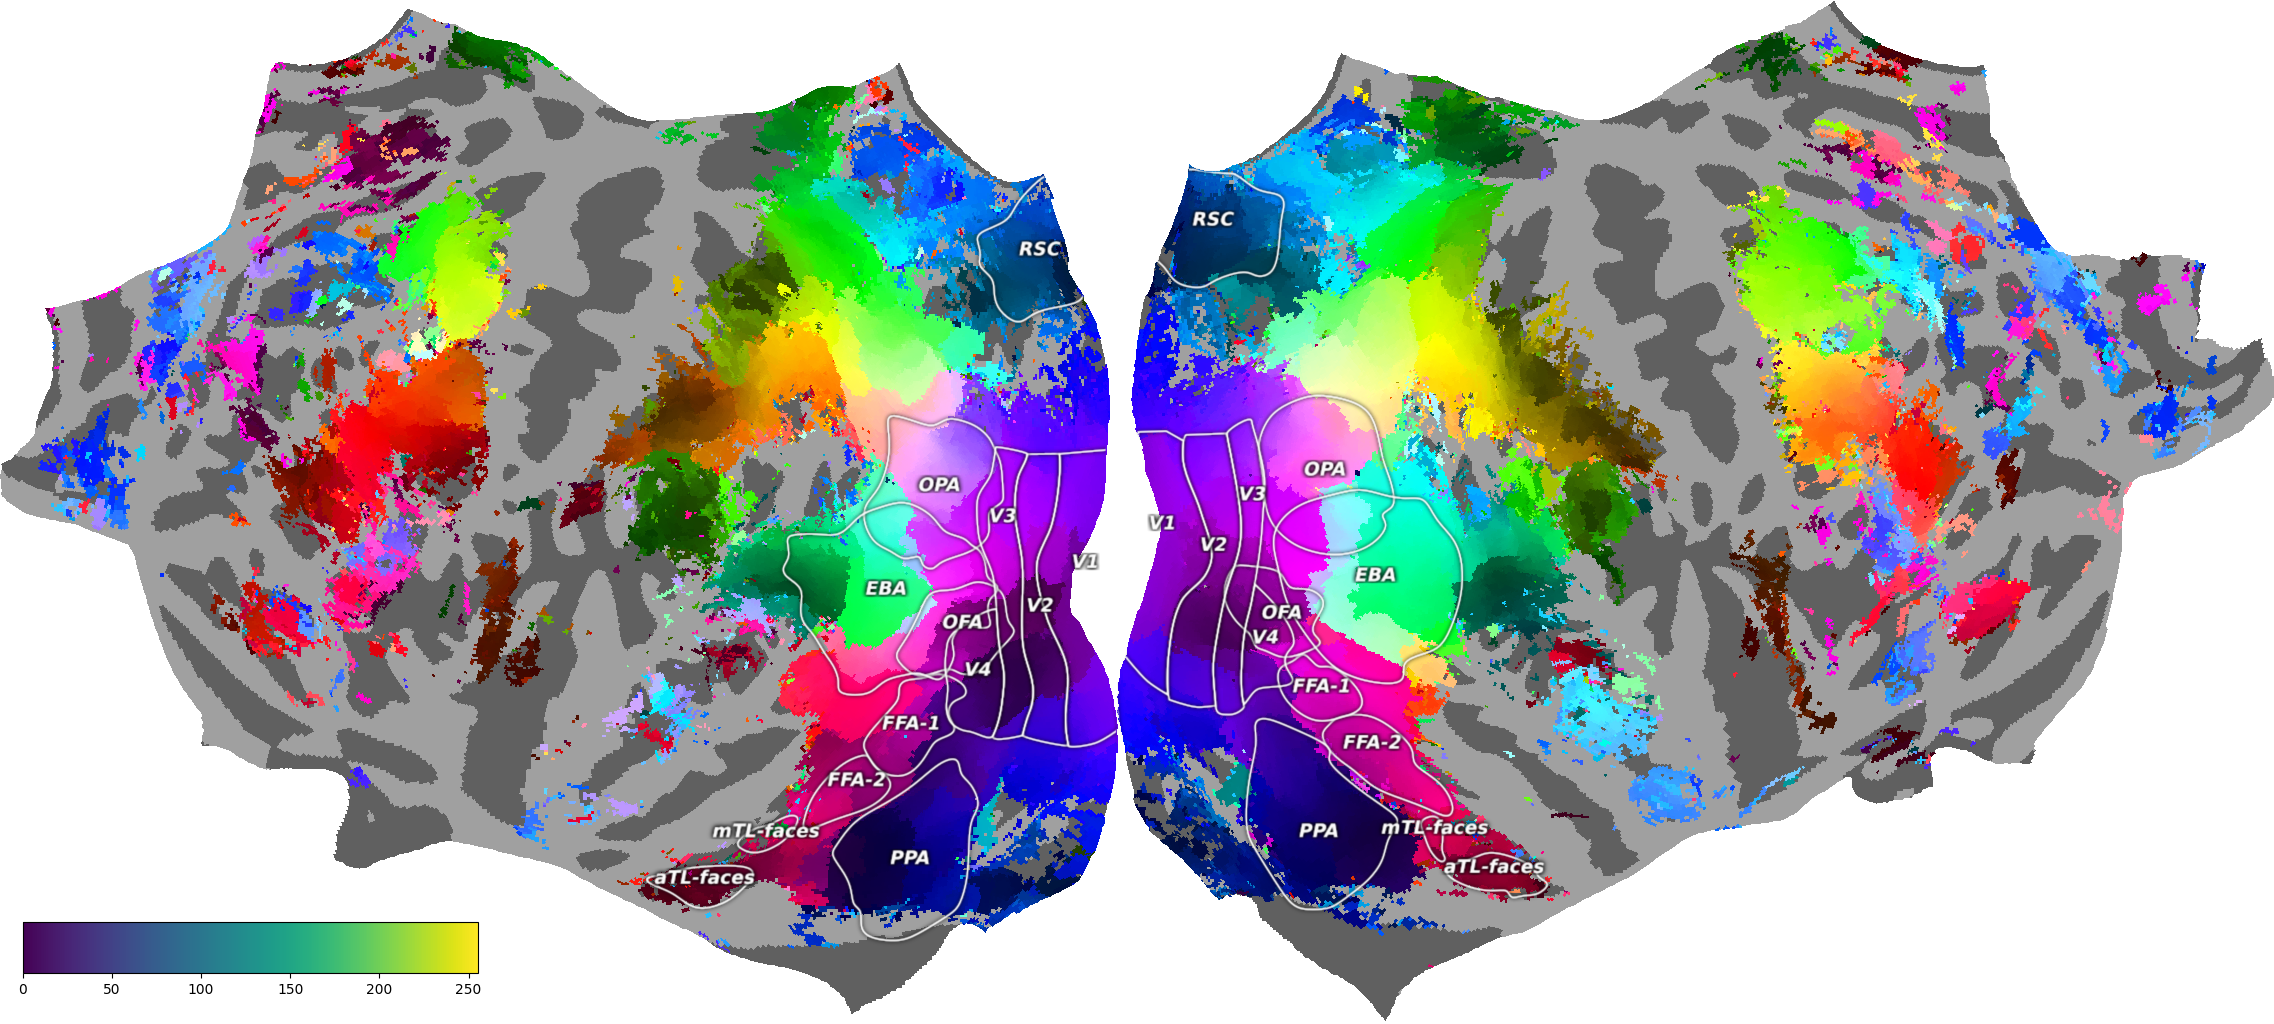 RSC
OPA
V3
V1
EBA
V2
OFA
V4
FFA-1
FFA-2
mTL-faces
PPA
aTL-faces
RSC
OPA
V3
V1
V2
EBA
OFA
V4
FFA-1
FFA-2
mTL-faces
PPA
aTL-faces
0 50 100 150 200 250